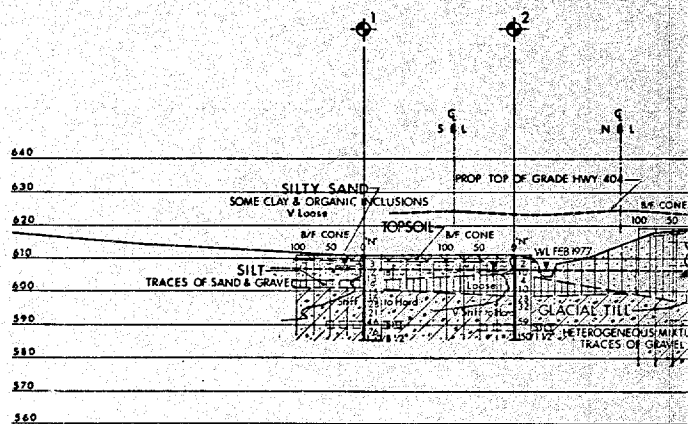 1 2
℄ ℄
S B L N B L
640
PROP TOP OF GRADE HWY 404
630
SILTY SAND
SOME CLAY & ORGANIC INCLUSIONS
V Loose
B/F CONE
100 50
620
TOPSOIL
B/F CONE "N" B/F CONE "N" WL FEB 1977
100 50 0 100 50 0
610
SILT
TRACES OF SAND & GRAVEL
Loose
600
Stiff to Hard V Stiff to Hard GLACIAL TILL
590
HETEROGENEOUS
TRACES OF GRAVEL
580
570
560